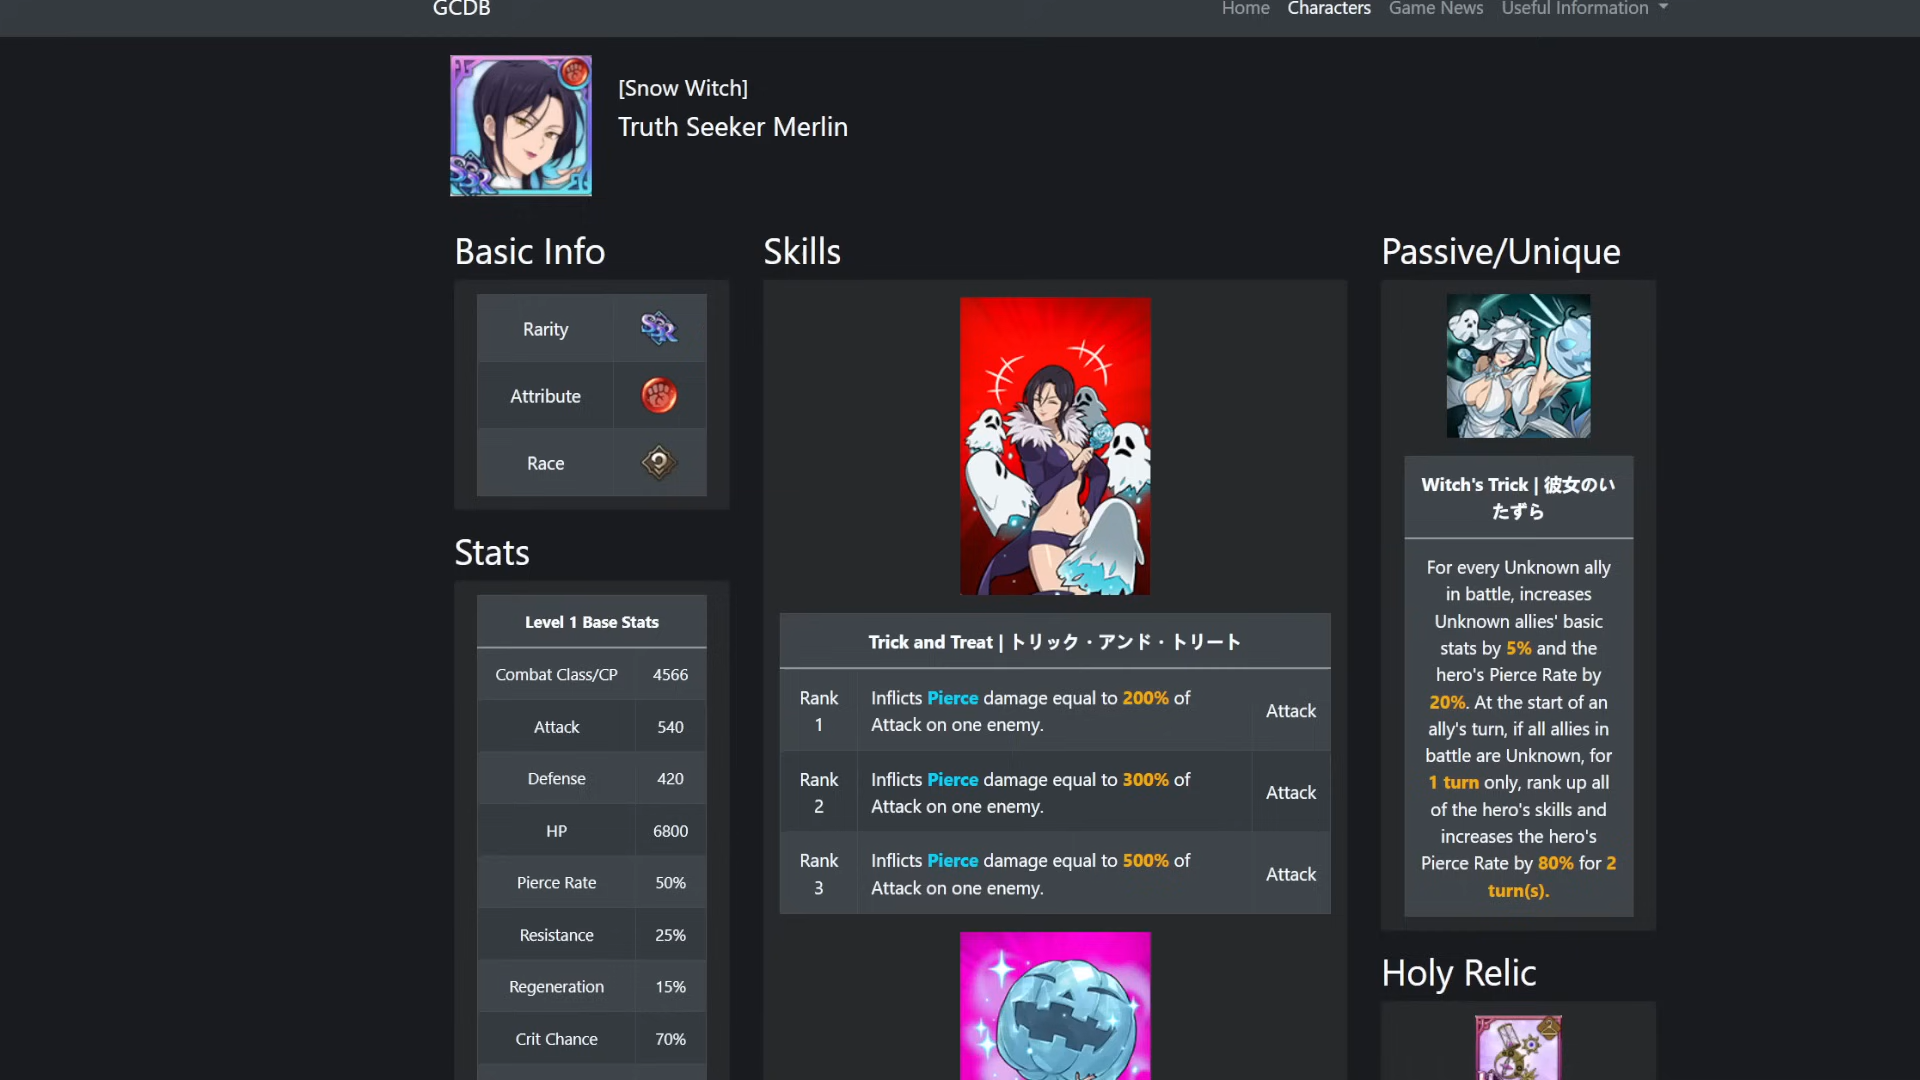 GCDB
Home Characters Game News Useful Information
[Snow Witch]
Truth Seeker Merlin
SSR
Basic Info
Rarity SSR
Attribute
Race
Stats
Level 1 Base Stats
Combat Class/CP 4566
Attack 540
Defense 420
HP 6800
Pierce Rate 50%
Resistance 25%
Regeneration 15%
Crit Chance 70%
Skills
Trick and Treat | トリック・アンド・トリート
Rank
1
Inflicts Pierce damage equal to 200% of
Attack on one enemy.
Attack
Rank
2
Inflicts Pierce damage equal to 300% of
Attack on one enemy.
Attack
Rank
3
Inflicts Pierce damage equal to 500% of
Attack on one enemy.
Attack
Passive/Unique
Witch's Trick | 彼女のい
たずら
For every Unknown ally
in battle, increases
Unknown allies' basic
stats by 5% and the
hero's Pierce Rate by
20%. At the start of an
ally's turn, if all allies in
battle are Unknown, for
1 turn only, rank up all
of the hero's skills and
increases the hero's
Pierce Rate by 80% for 2
turn(s).
Holy Relic